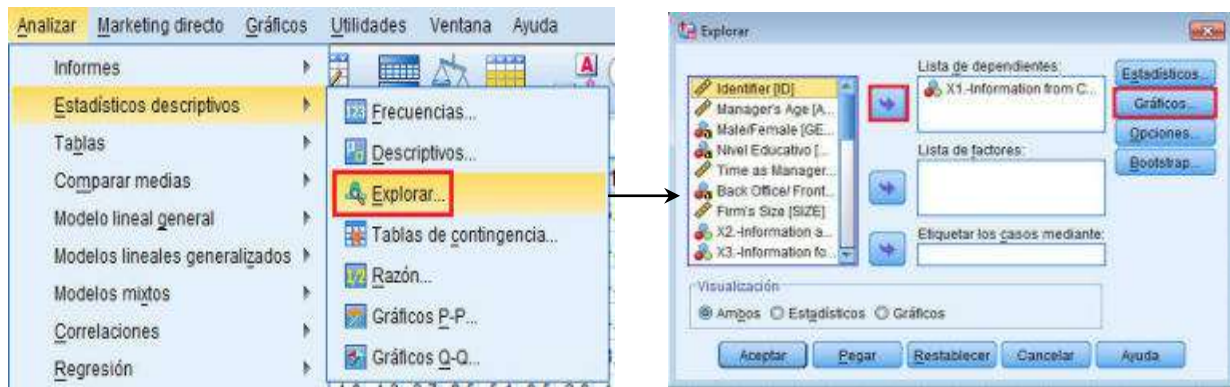 Analizar Marketing directo Gráficos Utilidades Ventana Ayuda
Informes
Estadísticos descriptivos
Tablas
Comparar medias
Modelo lineal general
Modelos lineales generalizados
Modelos mixtos
Correlaciones
Regresión
Frecuencias...
Descriptivos...
Explorar...
Tablas de contingencia...
Razón...
Gráficos P-P...
Gráficos Q-Q...
Explorar
Identifier [ID]
Manager's Age [A...
Male/Female [GE...
Nivel Educativo [...
Time as Manager...
Back Office/ Front...
Firm's Size [SIZE]
X2.-Information a...
X3.-Information fo...
Lista de dependientes:
X1.-Information from C...
Lista de factores:
Etiquetar los casos mediante:
Estadísticos...
Gráficos...
Opciones...
Bootstrap...
Visualización
Ambos Estadísticos Gráficos
Aceptar Pegar Restablecer Cancelar Ayuda